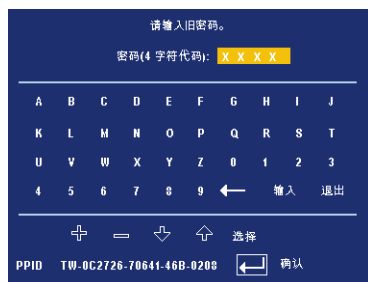 请输入旧密码。
密码(4 字符代码): X X X X
A B C D E F G H I J
K L M N O P Q R S T
U V W X Y Z 0 1 2 3
4 5 6 7 8 9 ← 输入 退出
选择
PPID TW-0C2726-70641-46B-0208 确认